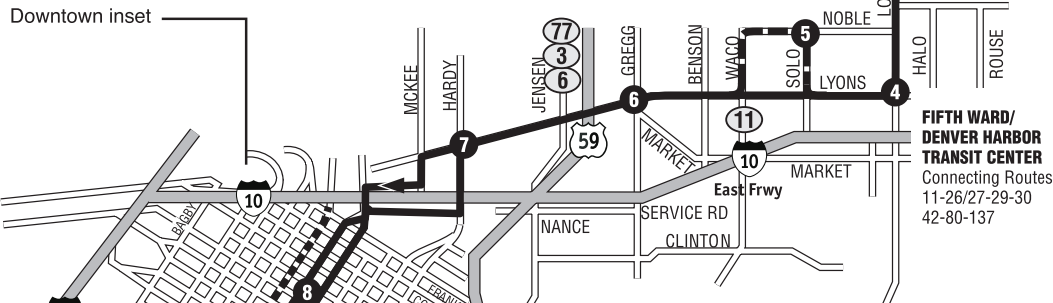 Downtown inset
77
3
6
JENSEN
GREGG
BENSON
WACO
5
NOBLE
SOLO
LYONS
HALO
ROUSE
MCKEE
HARDY
6
4
11
7
59
MARKET
10
MARKET
East Frwy
FIFTH WARD/
DENVER HARBOR
TRANSIT CENTER
Connecting Routes
11-26/27-29-30
42-80-137
10
BAGBY
SERVICE RD
NANCE
CLINTON
8